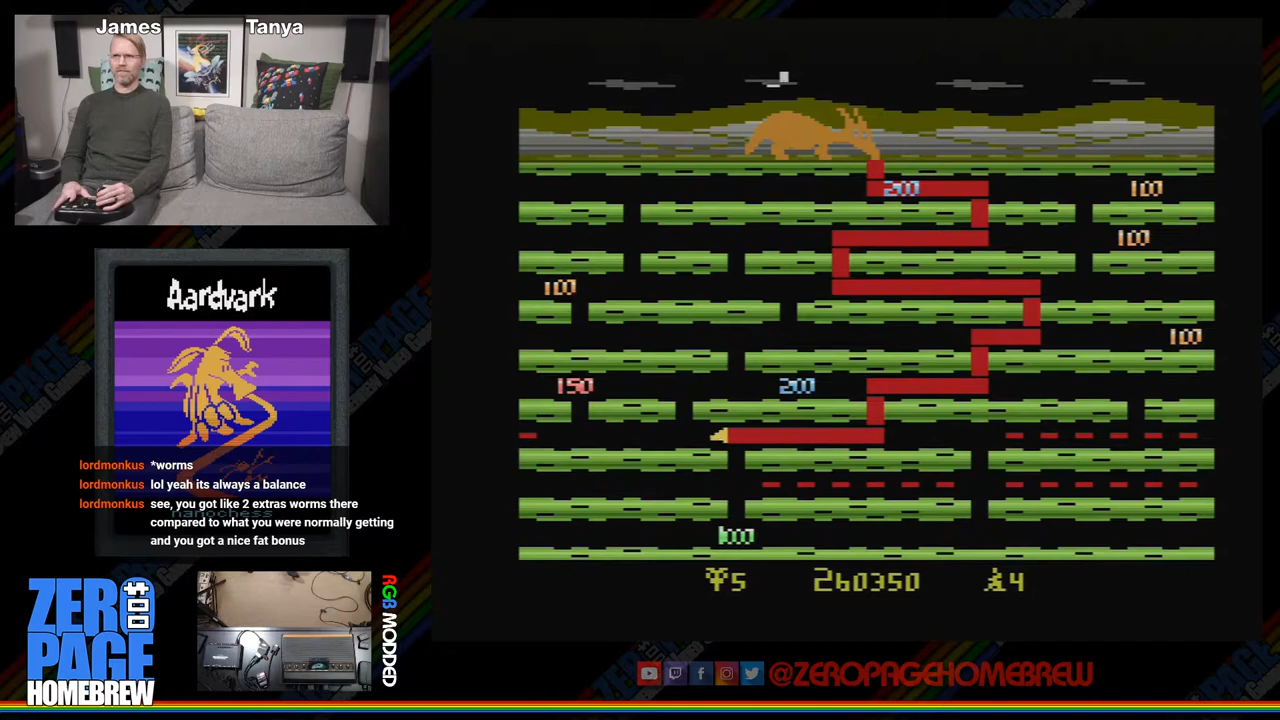 James
Tanya
Aardvark
nanochess
lordmonkus *worms
lordmonkus lol yeah its always a balance
lordmonkus see, you got like 2 extras worms there
compared to what you were normally getting
and you got a nice fat bonus
ZERO
PAGE
HOMEBREW
RGB MODDED
200
100
100
100
100
150
200
5
260350
4
@ZEROPAGEHOMEBREW